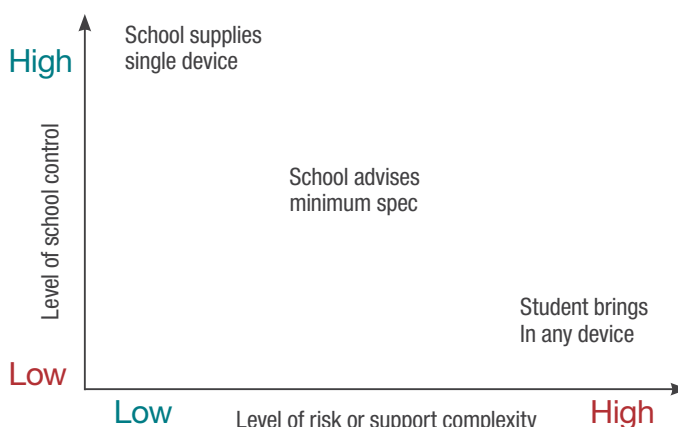 School supplies
single device
High
Level of school control
School advises
minimum spec
Student brings
In any device
Low
Low
Level of risk or support complexity
High